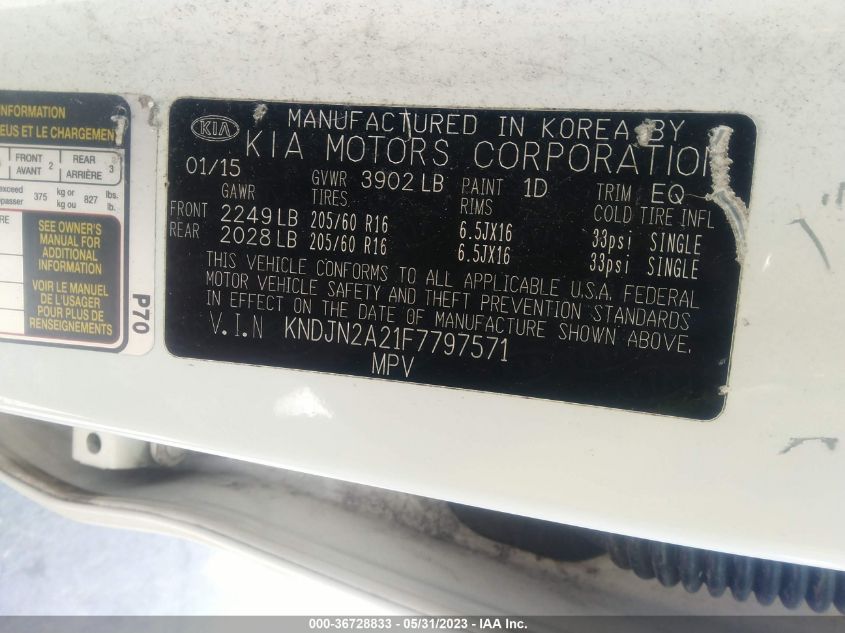 INFORMATION
EUS ET LE CHARGEMENT
FRONT
AVANT 2
REAR
ARRIÈRE 3
exceed 375 kg or 827 lbs.
passer kg ou lb.
RE
SEE OWNER'S
MANUAL FOR
ADDITIONAL
INFORMATION
VOIR LE MANUEL
DE L'USAGER
POUR PLUS DE
RENSEIGNEMENTS
P70
KIA MANUFACTURED IN KOREA BY
KIA MOTORS CORPORATION
01/15 GVWR 3902 LB PAINT 1D TRIM EQ
GAWR TIRES RIMS COLD TIRE INFL
FRONT 2249 LB 205/60 R16 6.5JX16 33psi SINGLE
REAR 2028 LB 205/60 R16 6.5JX16 33psi SINGLE
THIS VEHICLE CONFORMS TO ALL APPLICABLE U.S.A. FEDERAL
MOTOR VEHICLE SAFETY AND THEFT PREVENTION STANDARDS
IN EFFECT ON THE DATE OF MANUFACTURE SHOWN ABOVE.
V.I.N KNDJN2A21F7797571
MPV
000-36728833 - 05/31/2023 - IMPACT